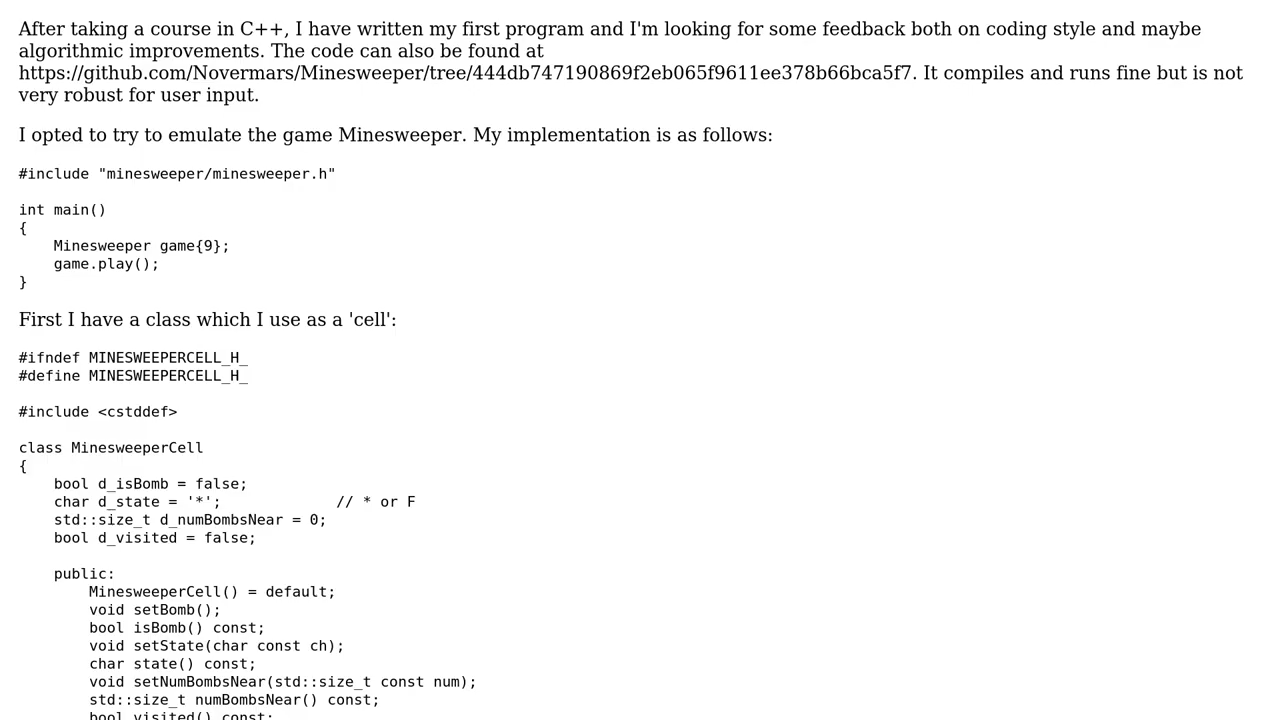 After taking a course in C++, I have written my first program and I'm looking for some feedback both on coding style and maybe
algorithmic improvements. The code can also be found at
https://github.com/Novermars/Minesweeper/tree/444db747190869f2eb065f9611ee378b66bca5f7. It compiles and runs fine but is not
very robust for user input.
I opted to try to emulate the game Minesweeper. My implementation is as follows:
#include "minesweeper/minesweeper.h"
int main()
{
    Minesweeper game{9};
    game.play();
}
First I have a class which I use as a 'cell':
#ifndef MINESWEEPERCELL_H_
#define MINESWEEPERCELL_H_
#include <cstddef>
class MinesweeperCell
{
    bool d_isBomb = false;
    char d_state = '*';             // * or F
    std::size_t d_numBombsNear = 0;
    bool d_visited = false;
    public:
        MinesweeperCell() = default;
        void setBomb();
        bool isBomb() const;
        void setState(char const ch);
        char state() const;
        void setNumBombsNear(std::size_t const num);
        std::size_t numBombsNear() const;
        bool visited() const;